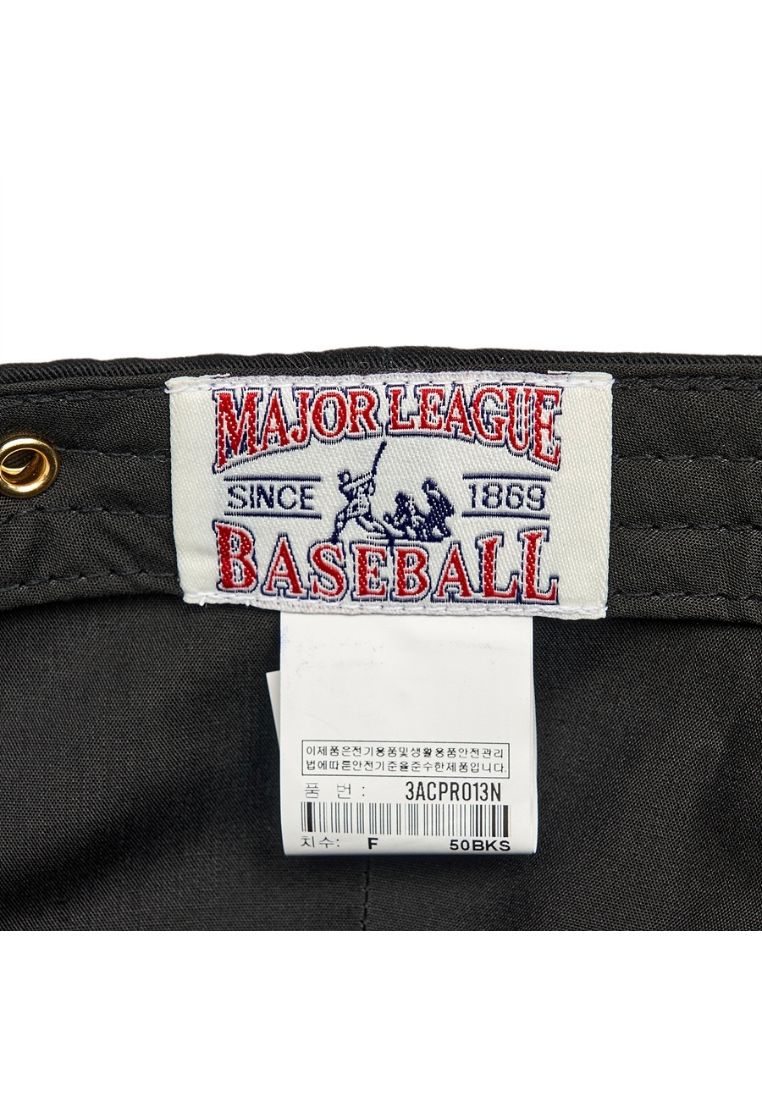 MAJOR LEAGUE
SINCE 1869
BASEBALL
이제품은전기용품및생활용품안전관리
법에따른안전기준을준수한제품입니다.
품 번 : 3ACPR013N
치수: F 50BKS